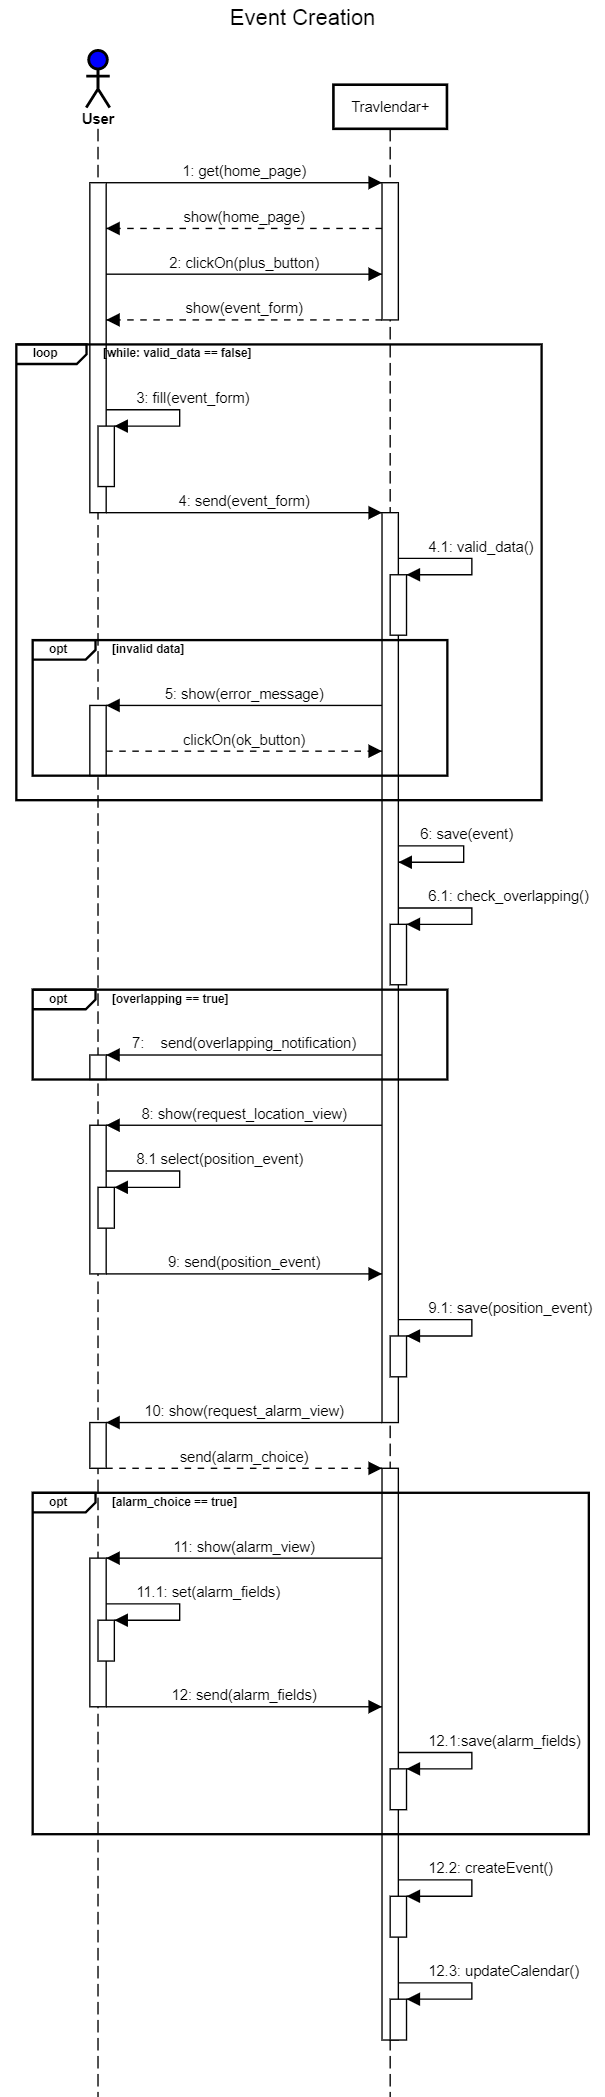 Event Creation
User
Travlendar+
1: get(home_page)
show(home_page)
2: clickOn(plus_button)
show(event_form)
loop
[while: valid_data == false]
3: fill(event_form)
4: send(event_form)
4.1: valid_data()
opt
[invalid data]
5: show(error_message)
clickOn(ok_button)
6: save(event)
6.1: check_overlapping()
opt
[overlapping == true]
7: send(overlapping_notification)
8: show(request_location_view)
8.1 select(position_event)
9: send(position_event)
9.1: save(position_event)
10: show(request_alarm_view)
send(alarm_choice)
opt
[alarm_choice == true]
11: show(alarm_view)
11.1: set(alarm_fields)
12: send(alarm_fields)
12.1:save(alarm_fields)
12.2: createEvent()
12.3: updateCalendar()